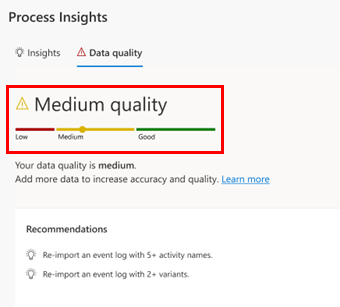 Process Insights
Insights
Data quality
Medium quality
Low
Medium
Good
Your data quality is medium.
Add more data to increase accuracy and quality. Learn more
Recommendations
Re-import an event log with 5+ activity names.
Re-import an event log with 2+ variants.